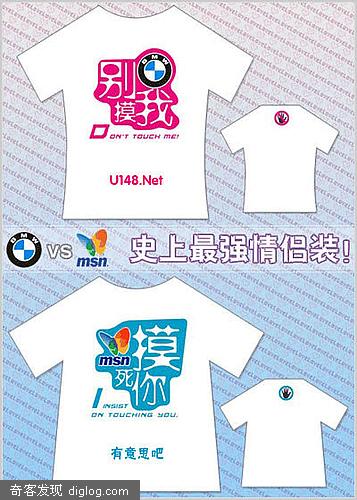 BMW
别摸我
DON'T TOUCH ME!
U148.Net
BMW VS msn 史上最强情侣装!
msn
摸死你
I INSIST
ON TOUCHING YOU.
有意思吧
奇客发现 diglog.com